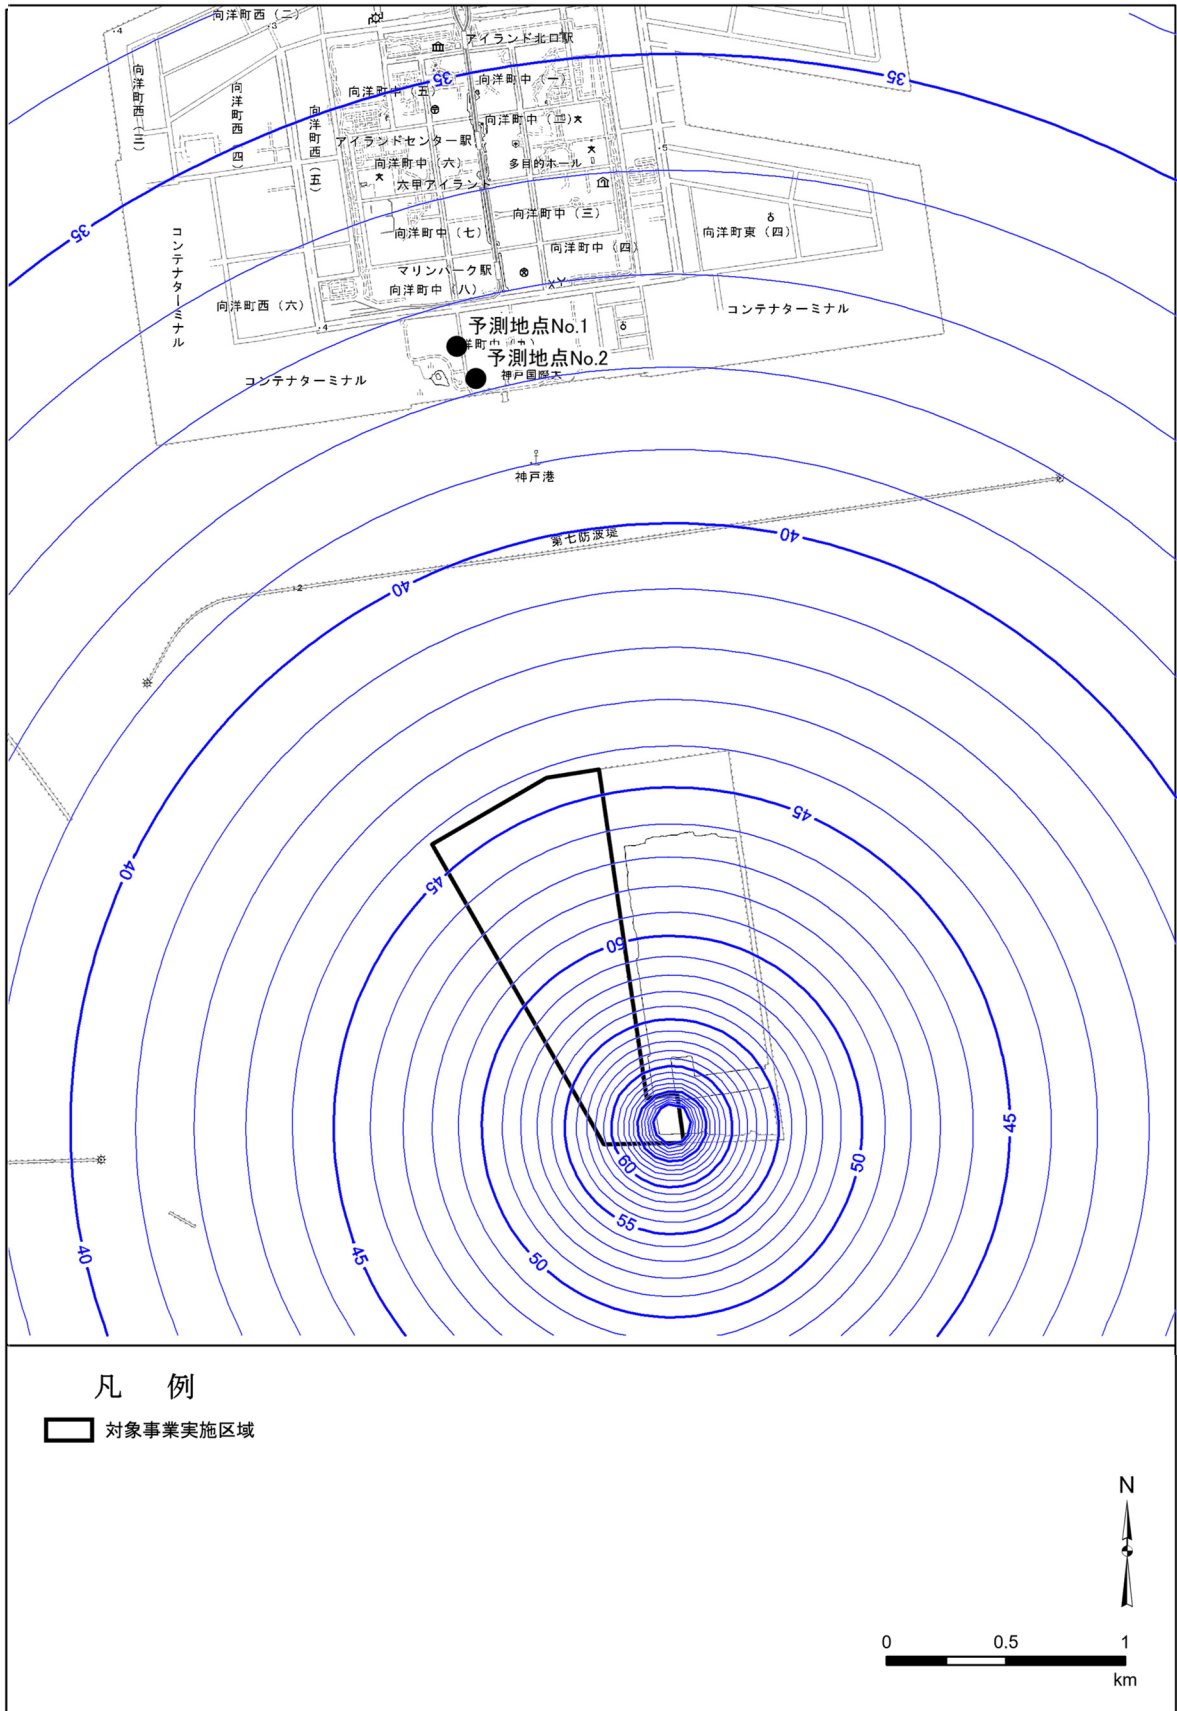 向洋町西（二）
4
3
アイランド北口駅
向洋町西（三）
向洋町西（四）
向洋町西（五）
向洋町中（五）
35
向洋町中（一）
35
向洋町中（二）
アイランドセンター駅
5
向洋町中（六）
多目的ホール
六甲アイランド
向洋町中（三）
35
コンテナターミナル
向洋町中（七）
向洋町中（四）
向洋町東（四）
マリンパーク駅
向洋町中（八）
向洋町西（六）
コンテナターミナル
4
予測地点No.1
予測地点No.2
コンテナターミナル
神戸国際大
神戸港
第七防波堤
40
40
2
45
40
45
50
45
50
60
55
50
45
40
凡　例
対象事業実施区域
N
0 0.5 1
km